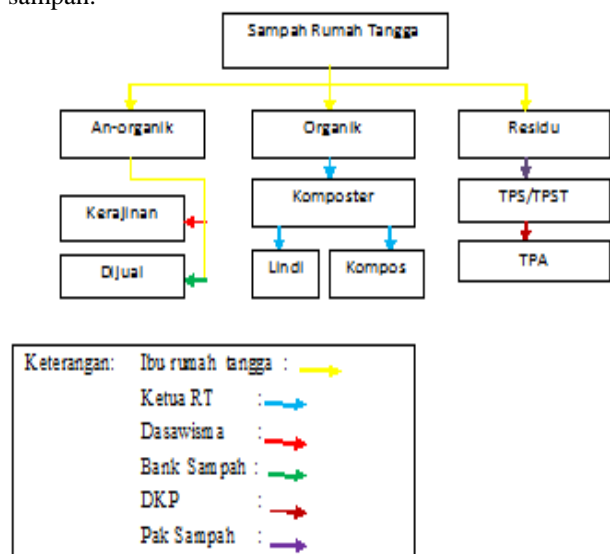 sampah.
Sampah Rumah Tangga
An-organik
Organik
Residu
Kerajinan
Komposter
TPS/TPST
Dijual
Lindi
Kompos
TPA
Keterangan: Ibu rumah tangga :
Ketua RT :
Dasawisma :
Bank Sampah :
DKP :
Pak Sampah :